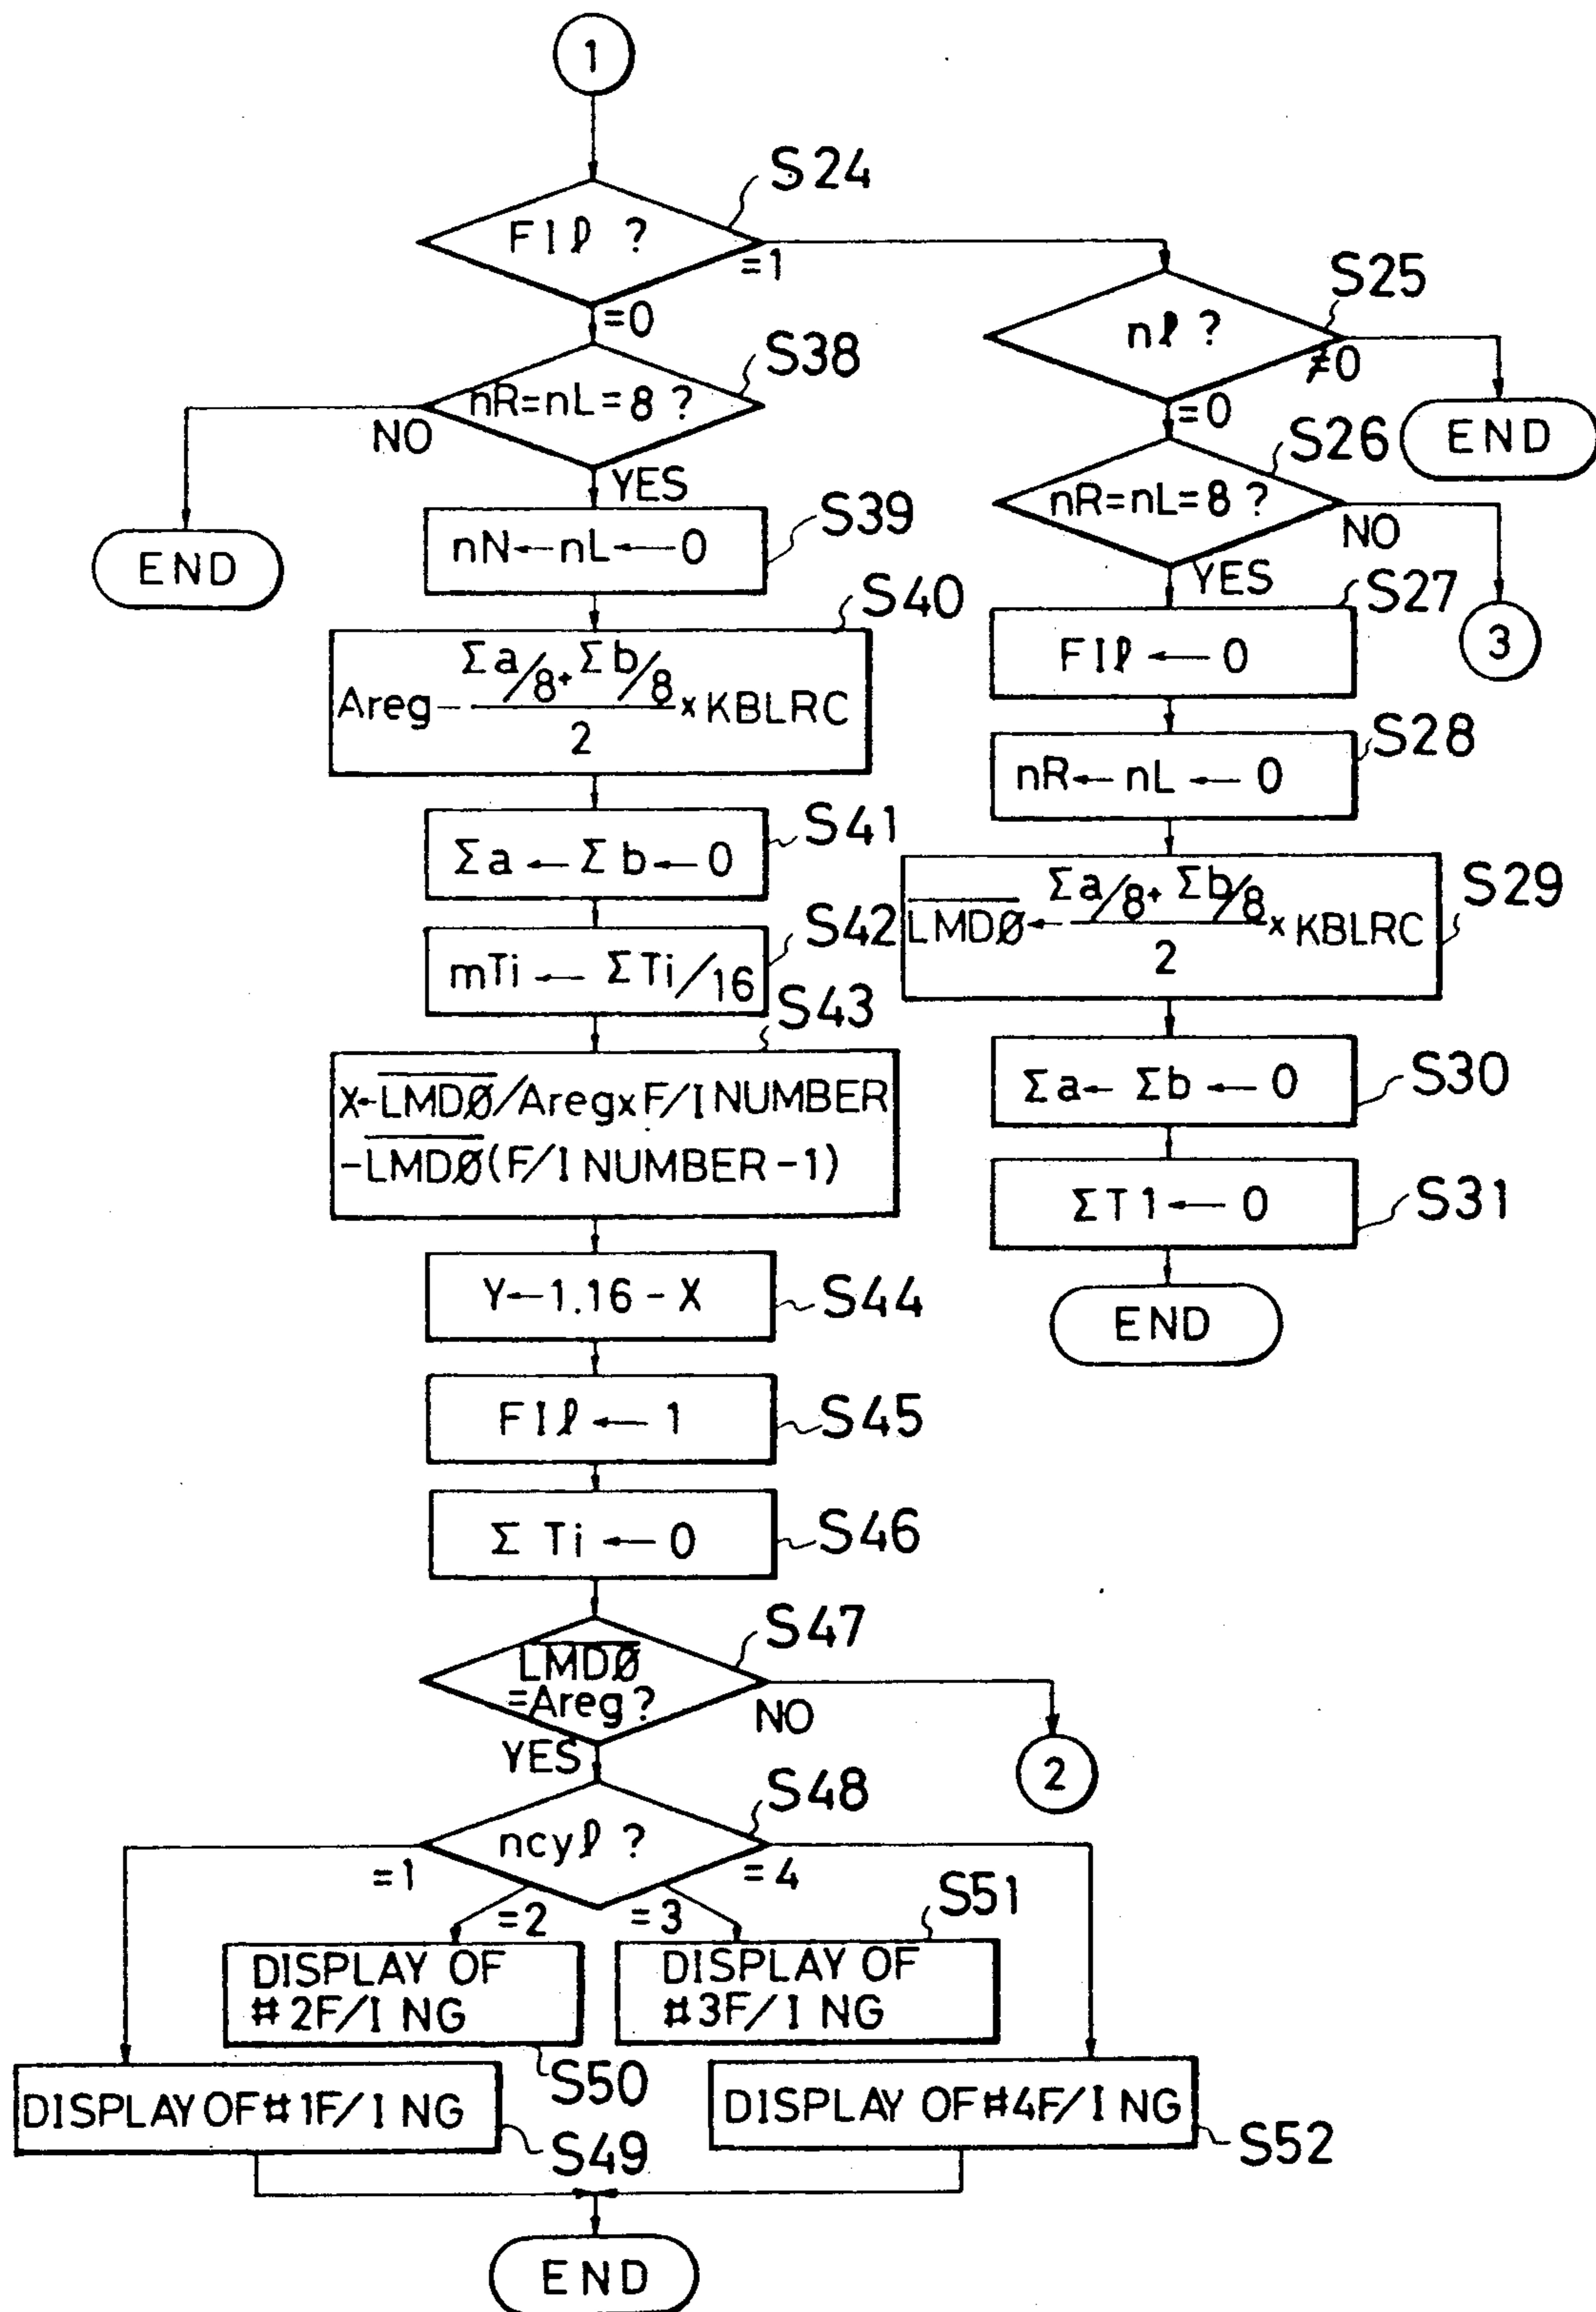 1
S24
FIℓ ?
=1
=0
S25
nℓ ?
≠0
=0
END
S38
nR=nL=8 ?
NO
YES
END
S26
nR=nL=8 ?
NO
YES
3
S39
nN←nL←0
S27
FIℓ ← 0
S40
Areg-(Σa/8+Σb/8)/2×KBLRC
S28
nR←nL←0
S41
Σa←Σb←0
S29
L̅M̅D̅Ø̅←(Σa/8+Σb/8)/2×KBLRC
S42
mTi ← ΣTi/16
S43
X←L̅M̅D̅Ø̅/Areg×F/I NUMBER
-L̅M̅D̅Ø̅(F/I NUMBER-1)
S30
Σa←Σb←0
S31
ΣT1←0
END
S44
Y←1.16-X
S45
FIℓ←1
S46
ΣTi←0
S47
L̅M̅D̅Ø̅
=Areg?
NO
YES
2
S48
ncyℓ ?
=1
=2
=3
=4
S51
DISPLAY OF
#2F/I NG
DISPLAY OF
#3F/I NG
S50
DISPLAY OF #1F/I NG
DISPLAY OF #4F/I NG
S49
S52
END